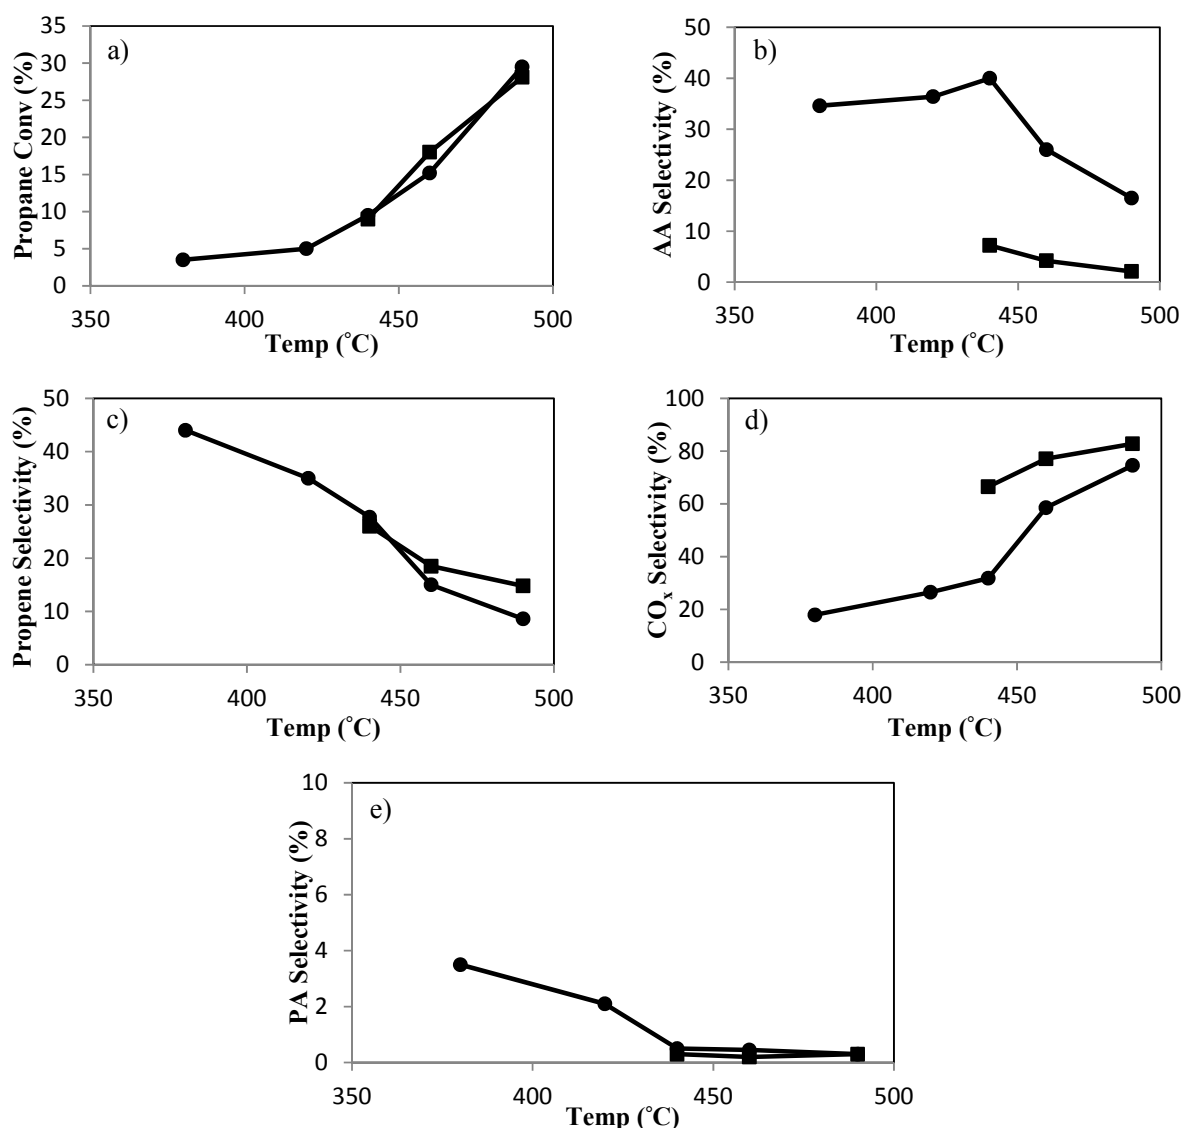 a)
Propane Conv (%)
35
30
25
20
15
10
5
0
350 400 450 500
Temp (°C)
b)
AA Selectivity (%)
50
40
30
20
10
0
350 400 450 500
Temp (°C)
c)
Propene Selectivity (%)
50
40
30
20
10
0
350 400 450 500
Temp (°C)
d)
COx Selectivity (%)
100
80
60
40
20
0
350 400 450 500
Temp (°C)
e)
PA Selectivity (%)
10
8
6
4
2
0
350 400 450 500
Temp (°C)